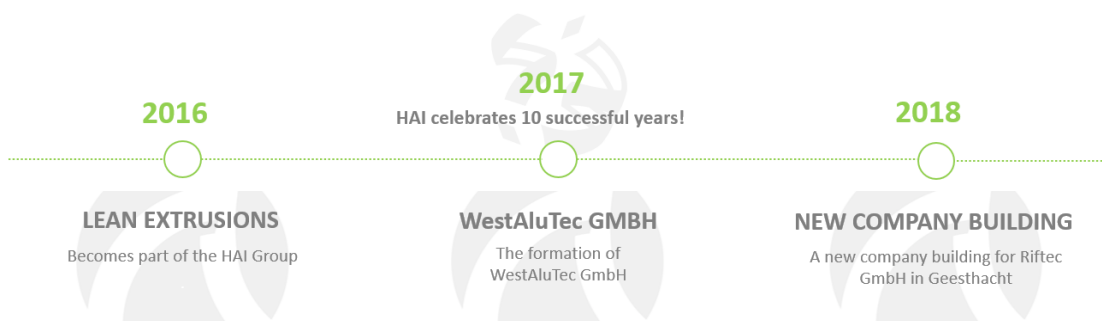 2016
LEAN EXTRUSIONS
Becomes part of the HAI Group
2017
HAI celebrates 10 successful years!
WestAluTec GMBH
The formation of
WestAluTec GmbH
2018
NEW COMPANY BUILDING
A new company building for Riftec
GmbH in Geesthacht